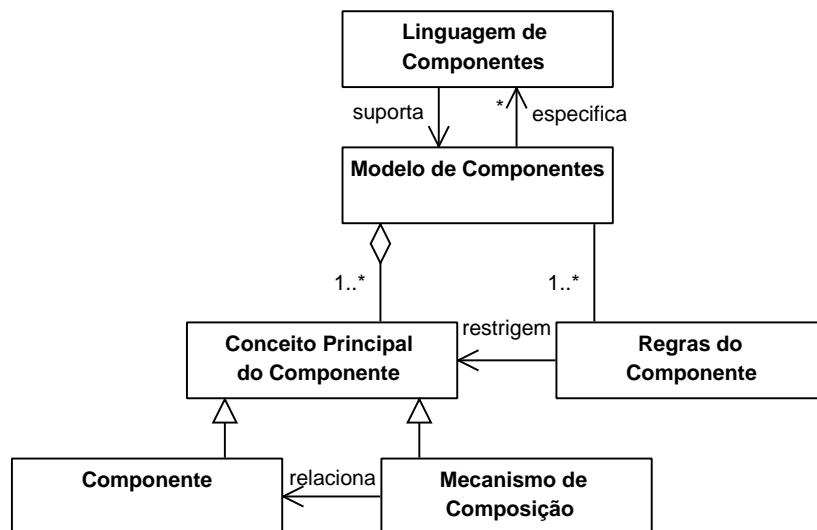 Linguagem de
Componentes
suporta
*
especifica
Modelo de Componentes
1..*
1..*
Conceito Principal
do Componente
restrigem
Regras do
Componente
Componente
relaciona
Mecanismo de
Composição